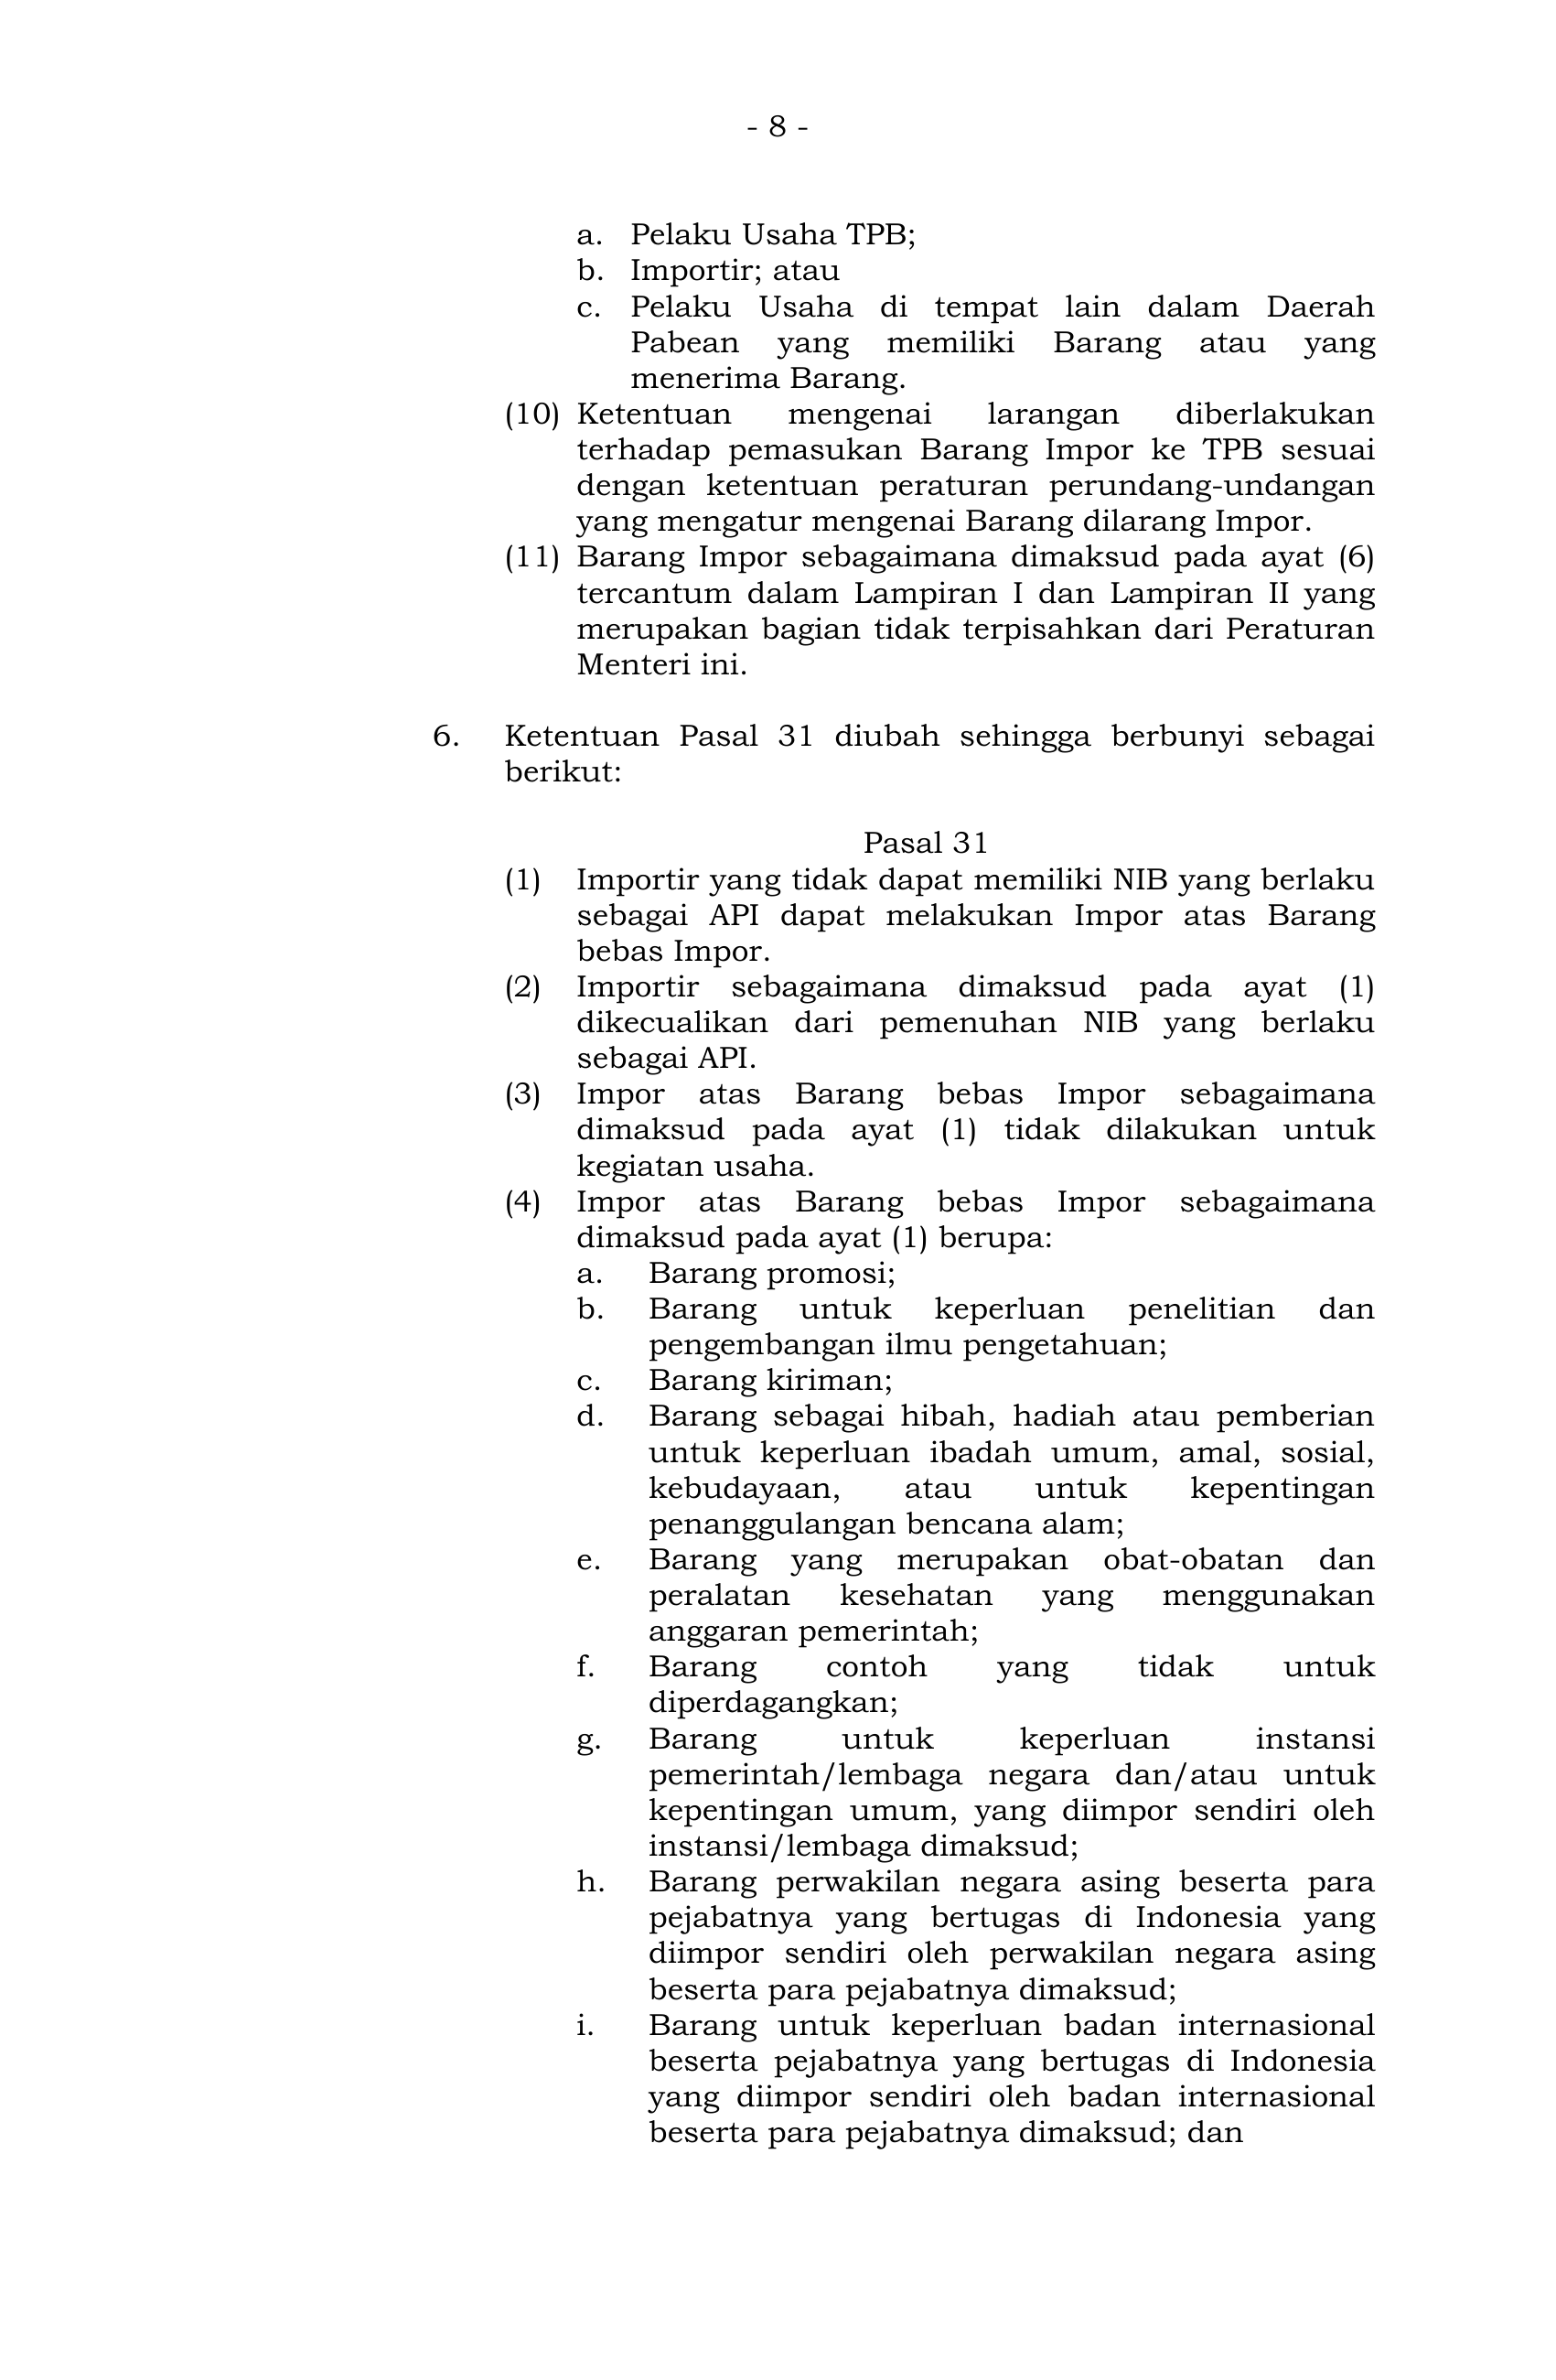 - 8 -
a. Pelaku Usaha TPB;
b. Importir; atau
c. Pelaku Usaha di tempat lain dalam Daerah
Pabean yang memiliki Barang atau yang
menerima Barang.
(10) Ketentuan mengenai larangan diberlakukan
terhadap pemasukan Barang Impor ke TPB sesuai
dengan ketentuan peraturan perundang-undangan
yang mengatur mengenai Barang dilarang Impor.
(11) Barang Impor sebagaimana dimaksud pada ayat (6)
tercantum dalam Lampiran I dan Lampiran II yang
merupakan bagian tidak terpisahkan dari Peraturan
Menteri ini.
6. Ketentuan Pasal 31 diubah sehingga berbunyi sebagai
berikut:
Pasal 31
(1) Importir yang tidak dapat memiliki NIB yang berlaku
sebagai API dapat melakukan Impor atas Barang
bebas Impor.
(2) Importir sebagaimana dimaksud pada ayat (1)
dikecualikan dari pemenuhan NIB yang berlaku
sebagai API.
(3) Impor atas Barang bebas Impor sebagaimana
dimaksud pada ayat (1) tidak dilakukan untuk
kegiatan usaha.
(4) Impor atas Barang bebas Impor sebagaimana
dimaksud pada ayat (1) berupa:
a. Barang promosi;
b. Barang untuk keperluan penelitian dan
pengembangan ilmu pengetahuan;
c. Barang kiriman;
d. Barang sebagai hibah, hadiah atau pemberian
untuk keperluan ibadah umum, amal, sosial,
kebudayaan, atau untuk kepentingan
penanggulangan bencana alam;
e. Barang yang merupakan obat-obatan dan
peralatan kesehatan yang menggunakan
anggaran pemerintah;
f. Barang contoh yang tidak untuk
diperdagangkan;
g. Barang untuk keperluan instansi
pemerintah/lembaga negara dan/atau untuk
kepentingan umum, yang diimpor sendiri oleh
instansi/lembaga dimaksud;
h. Barang perwakilan negara asing beserta para
pejabatnya yang bertugas di Indonesia yang
diimpor sendiri oleh perwakilan negara asing
beserta para pejabatnya dimaksud;
i. Barang untuk keperluan badan internasional
beserta pejabatnya yang bertugas di Indonesia
yang diimpor sendiri oleh badan internasional
beserta para pejabatnya dimaksud; dan